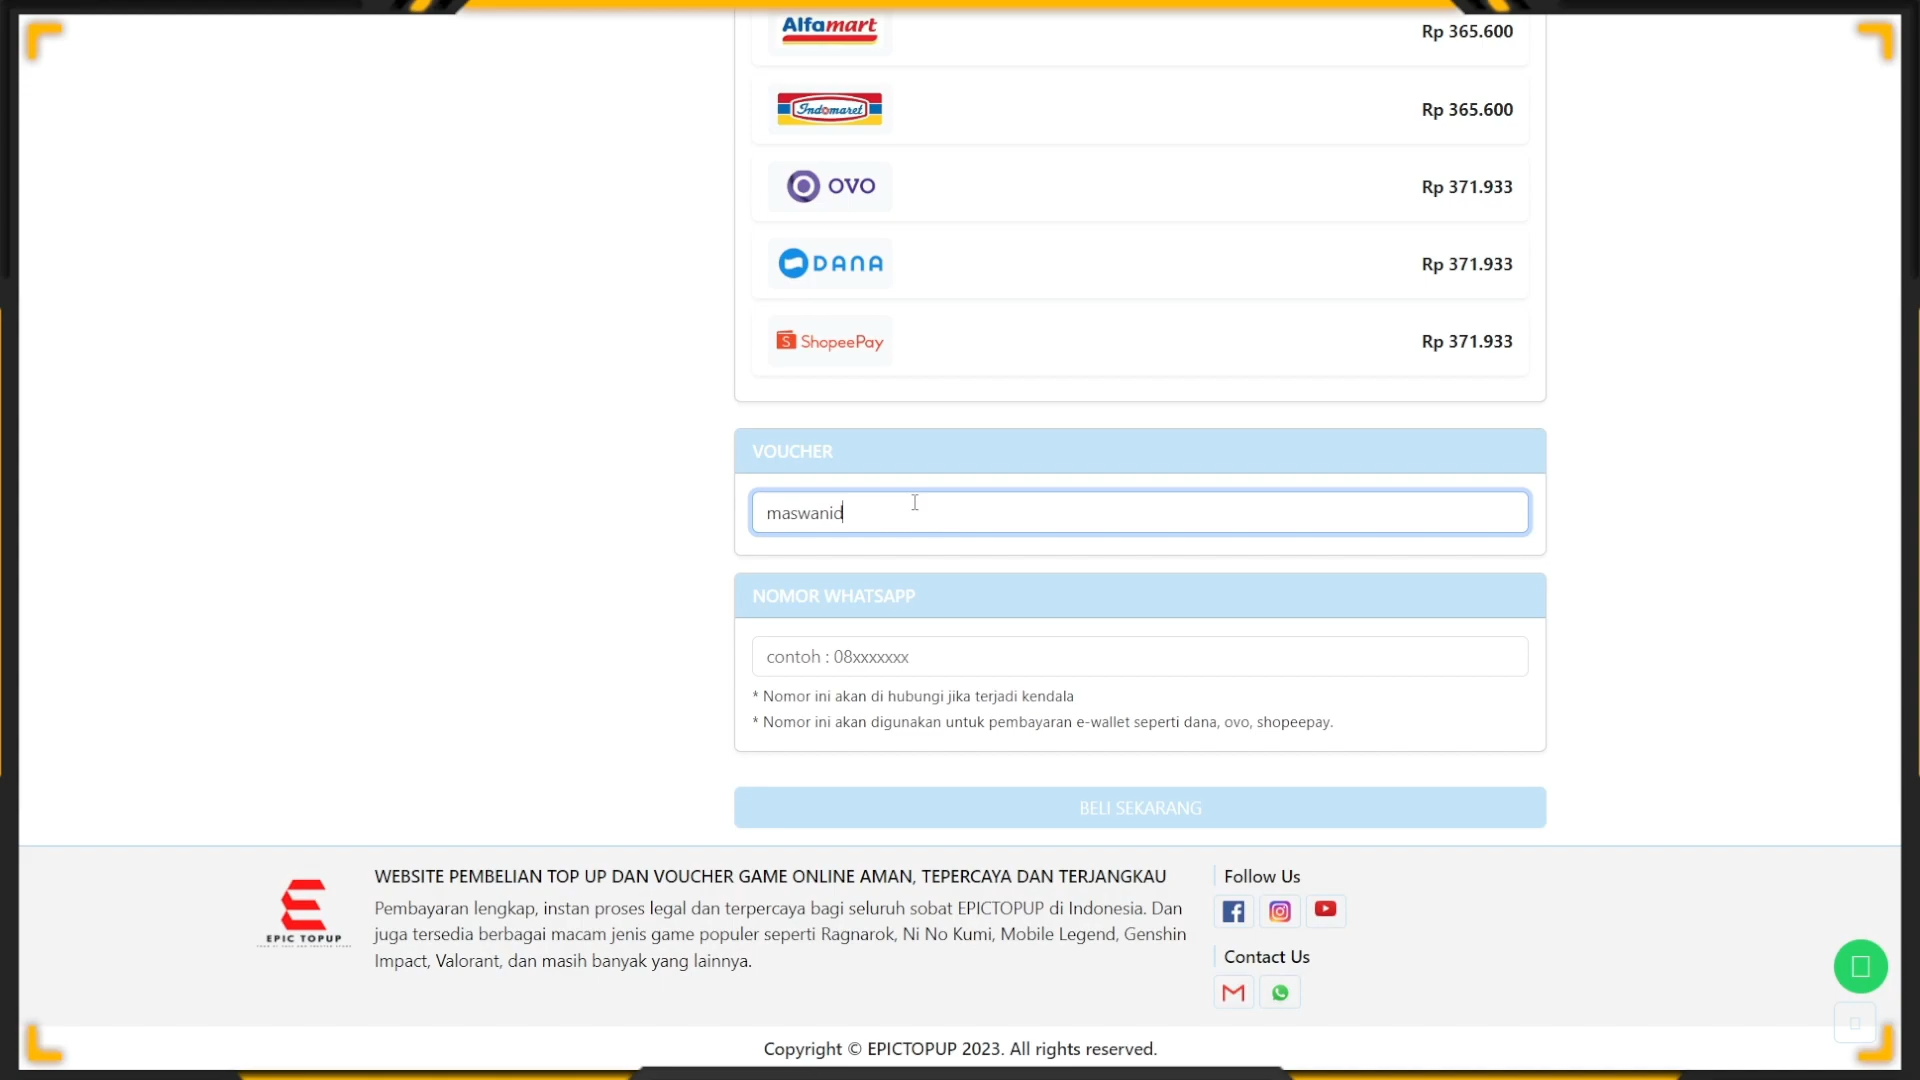 Alfamart
Rp 365.600
Indomaret
Rp 365.600
OVO
Rp 371.933
DANA
Rp 371.933
S ShopeePay
Rp 371.933
VOUCHER
maswanid
NOMOR WHATSAPP
contoh : 08xxxxxxx
* Nomor ini akan di hubungi jika terjadi kendala
* Nomor ini akan digunakan untuk pembayaran e-wallet seperti dana, ovo, shopeepay.
BELI SEKARANG
EPIC TOPUP
WEBSITE PEMBELIAN TOP UP DAN VOUCHER GAME ONLINE AMAN, TEPERCAYA DAN TERJANGKAU
Pembayaran lengkap, instan proses legal dan terpercaya bagi seluruh sobat EPICTOPUP di Indonesia. Dan
juga tersedia berbagai macam jenis game populer seperti Ragnarok, Ni No Kumi, Mobile Legend, Genshin
Impact, Valorant, dan masih banyak yang lainnya.
Follow Us
Contact Us
Copyright © EPICTOPUP 2023. All rights reserved.